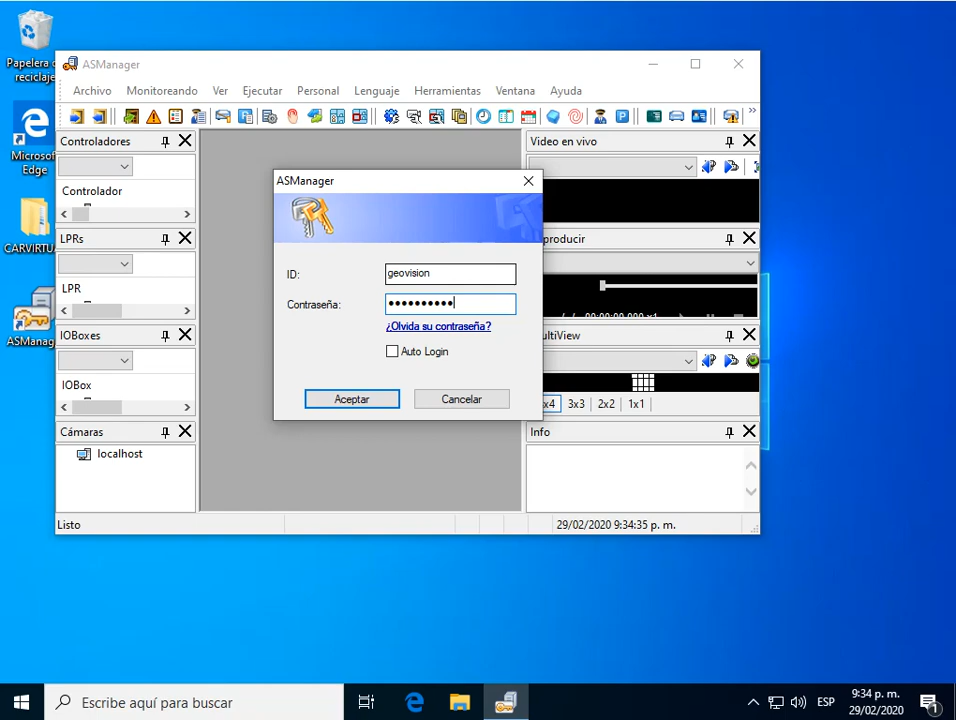 Papelera de
reciclaje
Microsoft
Edge
CARVIRTUA
ASManag
ASManager
Archivo Monitoreando Ver Ejecutar Personal Lenguaje Herramientas Ventana Ayuda
Controladores
Controlador
LPRs
LPR
IOBoxes
IOBox
Cámaras
localhost
ASManager
ID: geovision
Contraseña: ••••••••••
¿Olvida su contraseña?
Auto Login
Aceptar Cancelar
Video en vivo
producir
ultiView
x4 3x3 2x2 1x1
Info
Listo 29/02/2020 9:34:35 p. m.
Escribe aquí para buscar
ESP
9:34 p. m.
29/02/2020
1